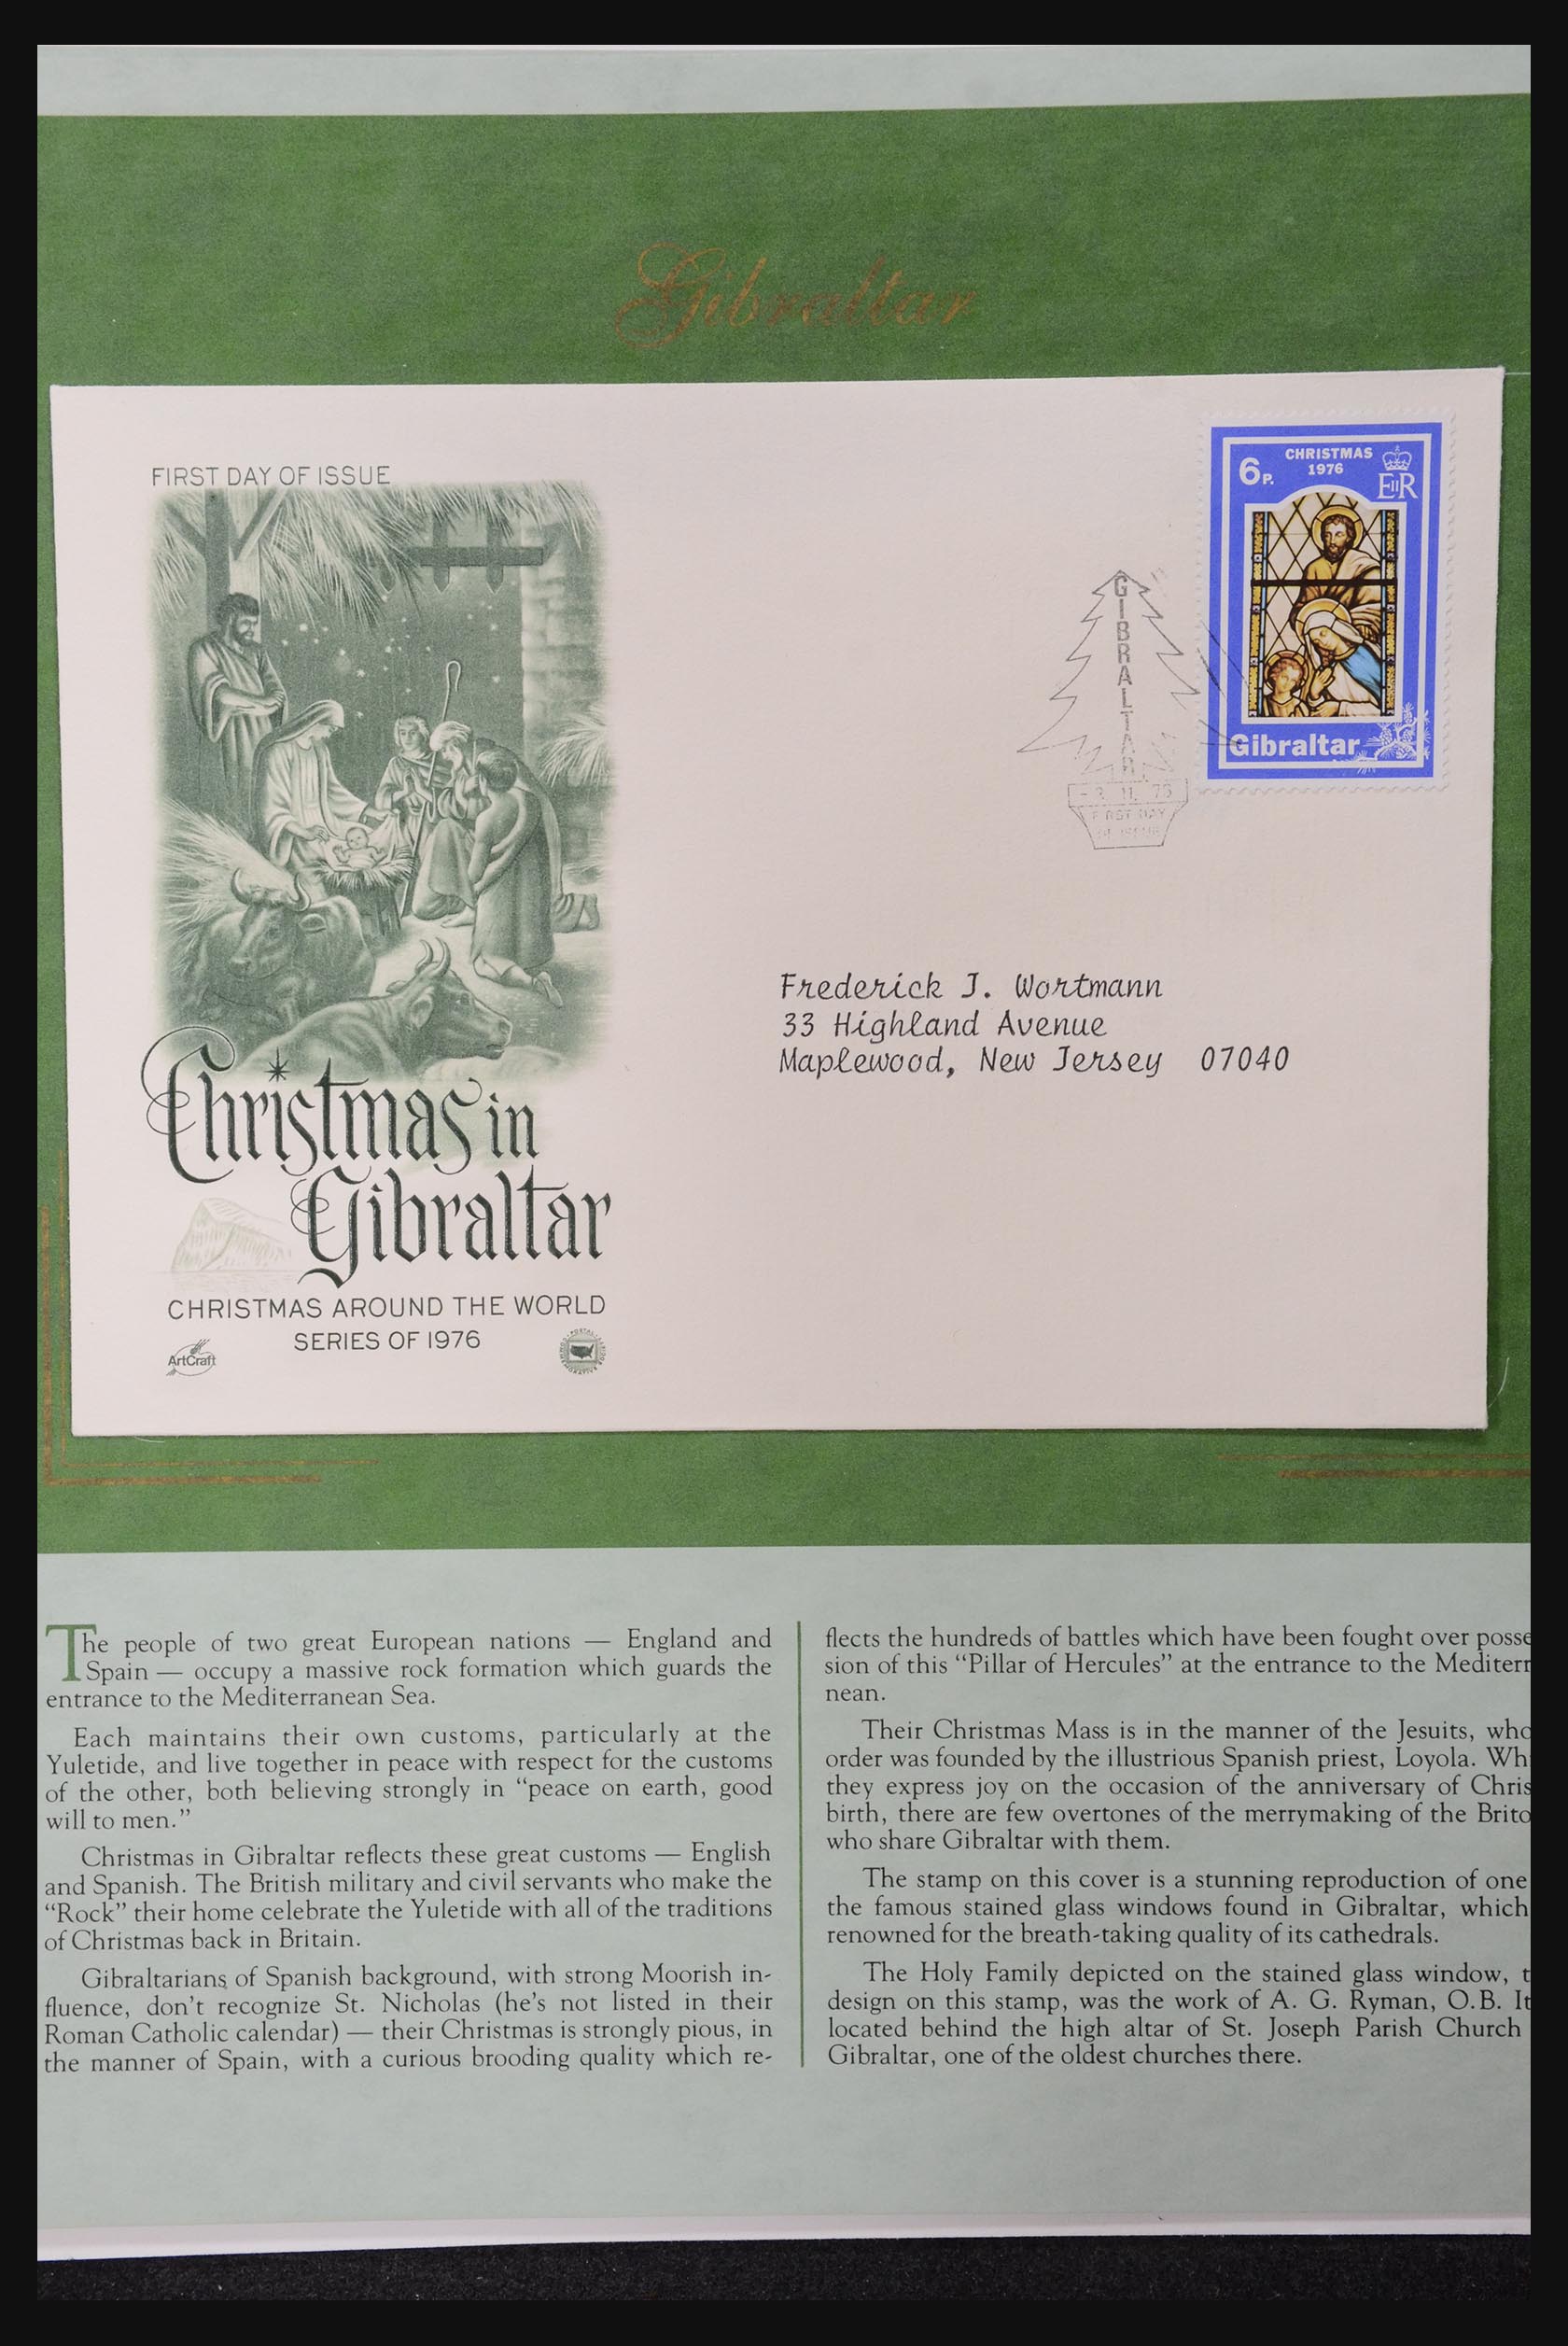 Gibraltar
FIRST DAY OF ISSUE
6P.
CHRISTMAS
1976
EIIR
Gibraltar
GIBRALTAR
FIRST DAY
OF ISSUE
Frederick J. Wortmann
33 Highland Avenue
Maplewood, New Jersey 07040
Christmas in
Gibraltar
CHRISTMAS AROUND THE WORLD
SERIES OF 1976
ArtCraft
The people of two great European nations — England and
Spain — occupy a massive rock formation which guards the
entrance to the Mediterranean Sea.
Each maintains their own customs, particularly at the
Yuletide, and live together in peace with respect for the customs
of the other, both believing strongly in “peace on earth, good
will to men.”
Christmas in Gibraltar reflects these great customs — English
and Spanish. The British military and civil servants who make the
“Rock” their home celebrate the Yuletide with all of the traditions
of Christmas back in Britain.
Gibraltarians of Spanish background, with strong Moorish in-
fluence, don’t recognize St. Nicholas (he’s not listed in their
Roman Catholic calendar) — their Christmas is strongly pious, in
the manner of Spain, with a curious brooding quality which re-
flects the hundreds of battles which have been fought over posse
sion of this “Pillar of Hercules” at the entrance to the Mediterr
nean.
Their Christmas Mass is in the manner of the Jesuits, who
order was founded by the illustrious Spanish priest, Loyola. Wh
they express joy on the occasion of the anniversary of Chris
birth, there are few overtones of the merrymaking of the Brito
who share Gibraltar with them.
The stamp on this cover is a stunning reproduction of one
the famous stained glass windows found in Gibraltar, which
renowned for the breath-taking quality of its cathedrals.
The Holy Family depicted on the stained glass window, t
design on this stamp, was the work of A. G. Ryman, O.B. It
located behind the high altar of St. Joseph Parish Church
Gibraltar, one of the oldest churches there.